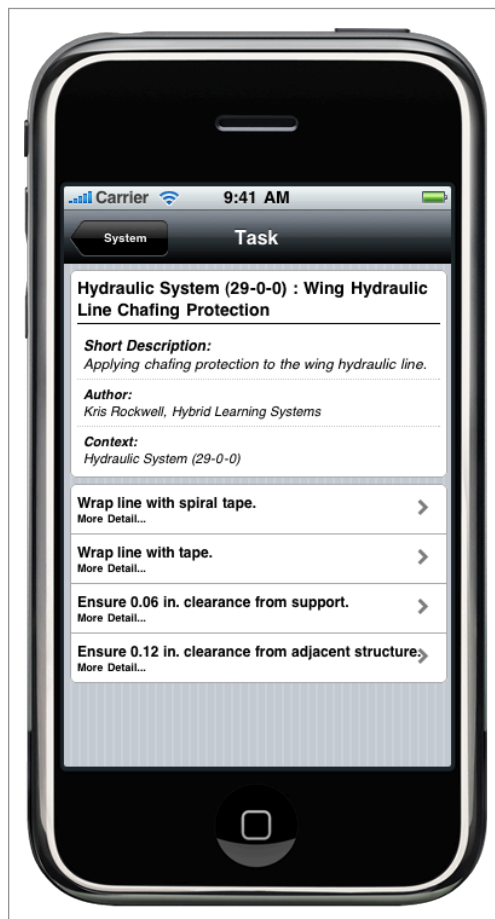 Carrier 9:41 AM
System Task
Hydraulic System (29-0-0) : Wing Hydraulic
Line Chafing Protection
Short Description:
Applying chafing protection to the wing hydraulic line.
Author:
Kris Rockwell, Hybrid Learning Systems
Context:
Hydraulic System (29-0-0)
Wrap line with spiral tape.
More Detail...
Wrap line with tape.
More Detail...
Ensure 0.06 in. clearance from support.
More Detail...
Ensure 0.12 in. clearance from adjacent structure.
More Detail...